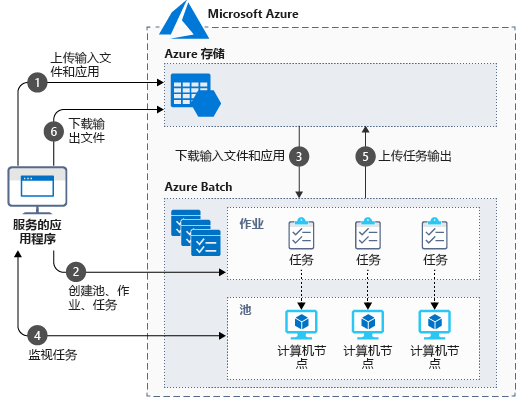 Microsoft Azure
上传输入文
件和应用
1
Azure 存储
6
下载输
出文件
下载输入文件和应用
3
5
上传任务输出
服务的应
用程序
Azure Batch
作业
任务
任务
任务
2
创建池、作
业、任务
池
计算机节
点
计算机节
点
计算机节
点
4
监视任务